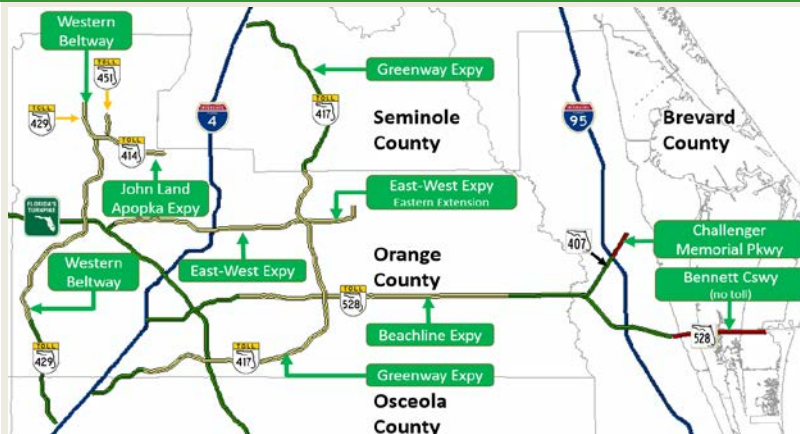 Western
Beltway
TOLL
451
TOLL
429
TOLL
414
John Land
Apopka Expy
INTERSTATE
4
Greenway Expy
TOLL
417
Seminole
County
INTERSTATE
95
Brevard
County
FLORIDA'S
TURNPIKE
East-West Expy
Eastern Extension
Western
Beltway
East-West Expy
Orange
County
407
Challenger
Memorial Pkwy
Bennett Cswy
(no toll)
TOLL
528
Beachline Expy
528
TOLL
429
TOLL
417
Greenway Expy
Osceola
County